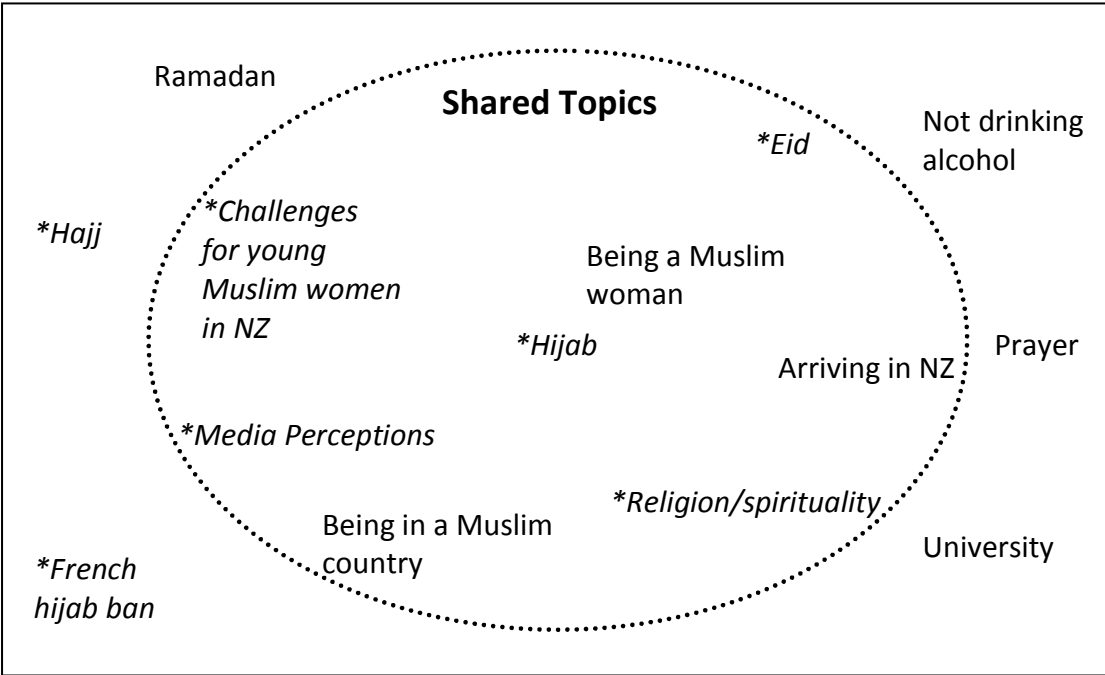 Ramadan
Shared Topics
Not drinking
alcohol
*Eid
*Challenges
for young
Muslim women
in NZ
*Hajj
Being a Muslim
woman
*Hijab
Prayer
Arriving in NZ
*Media Perceptions
*Religion/spirituality
Being in a Muslim
country
University
*French
hijab ban